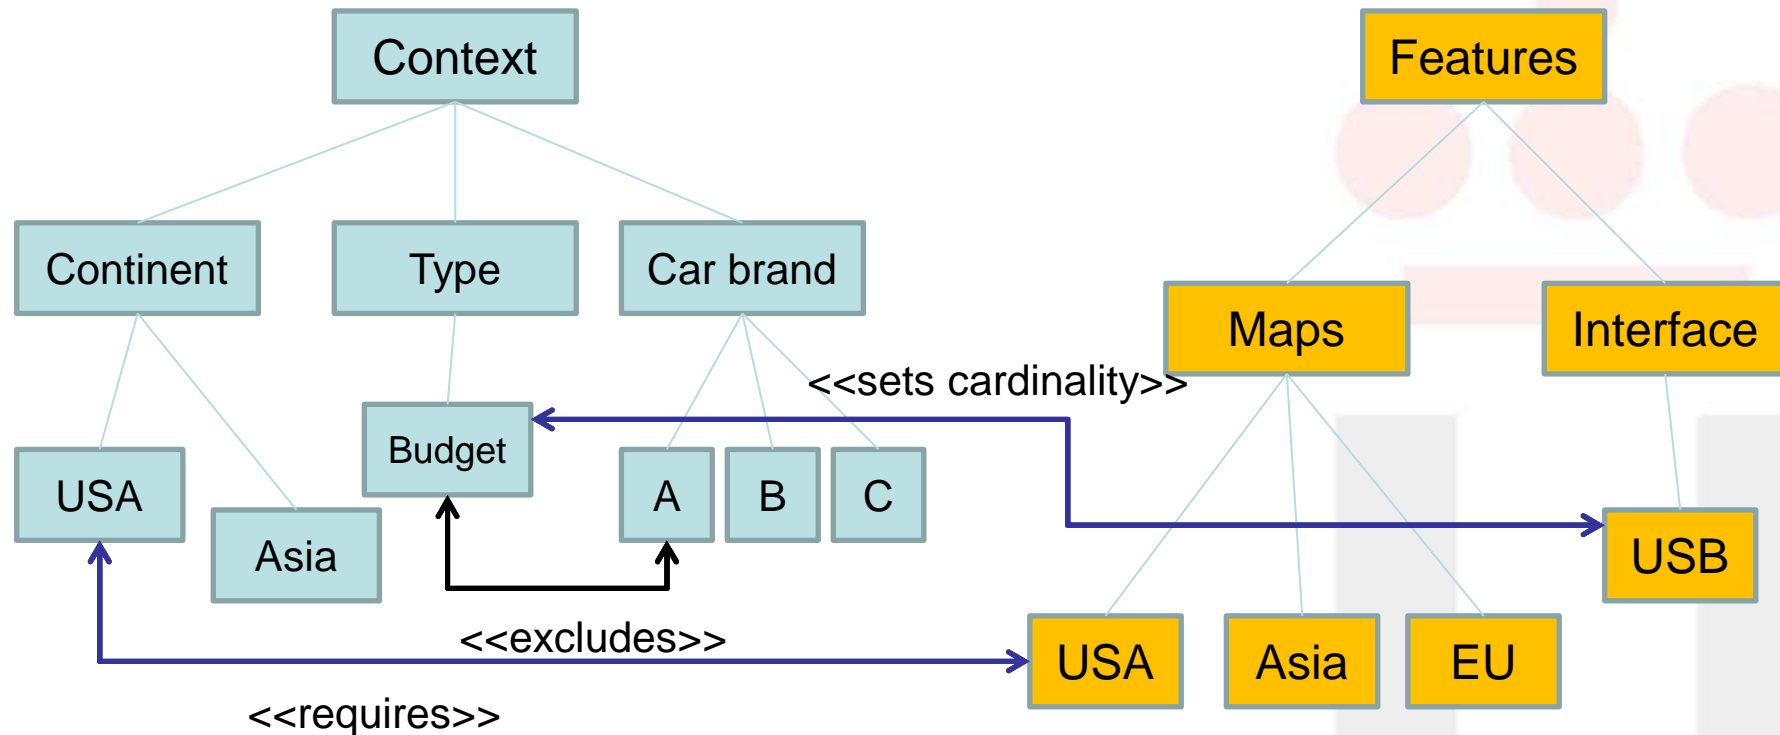 Context
Features
Continent
Type
Car brand
Maps
Interface
<<sets cardinality>>
Budget
USA
A
B
C
Asia
USB
<<excludes>>
USA
Asia
EU
<<requires>>